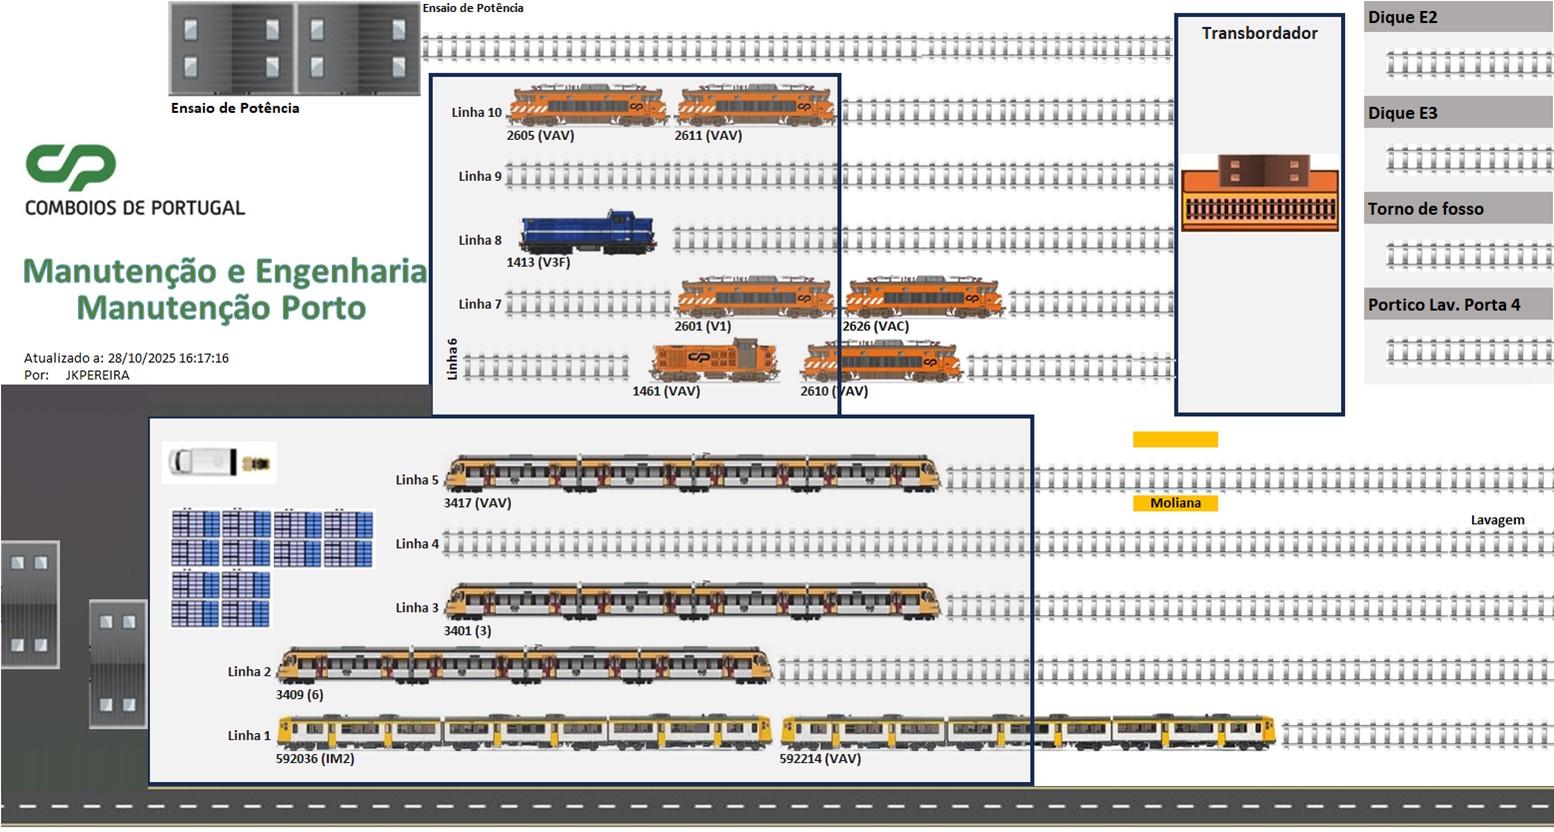 Ensaio de Potência
Transbordador
Dique E2
Ensaio de Potência
Linha 10
2605 (VAV)
2611 (VAV)
Dique E3
CP
COMBOIOS DE PORTUGAL
Linha 9
Torno de fosso
Linha 8
1413 (V3F)
Manutenção e Engenharia
Manutenção Porto
Linha 7
2601 (V1)
2626 (VAC)
Portico Lav. Porta 4
Atualizado a: 28/10/2025 16:17:16
Por: JKPEREIRA
Linha 6
1461 (VAV)
2610 (VAV)
Linha 5
3417 (VAV)
Moliana
Lavagem
Linha 4
Linha 3
3401 (3)
Linha 2
3409 (6)
Linha 1
592036 (IM2)
592214 (VAV)